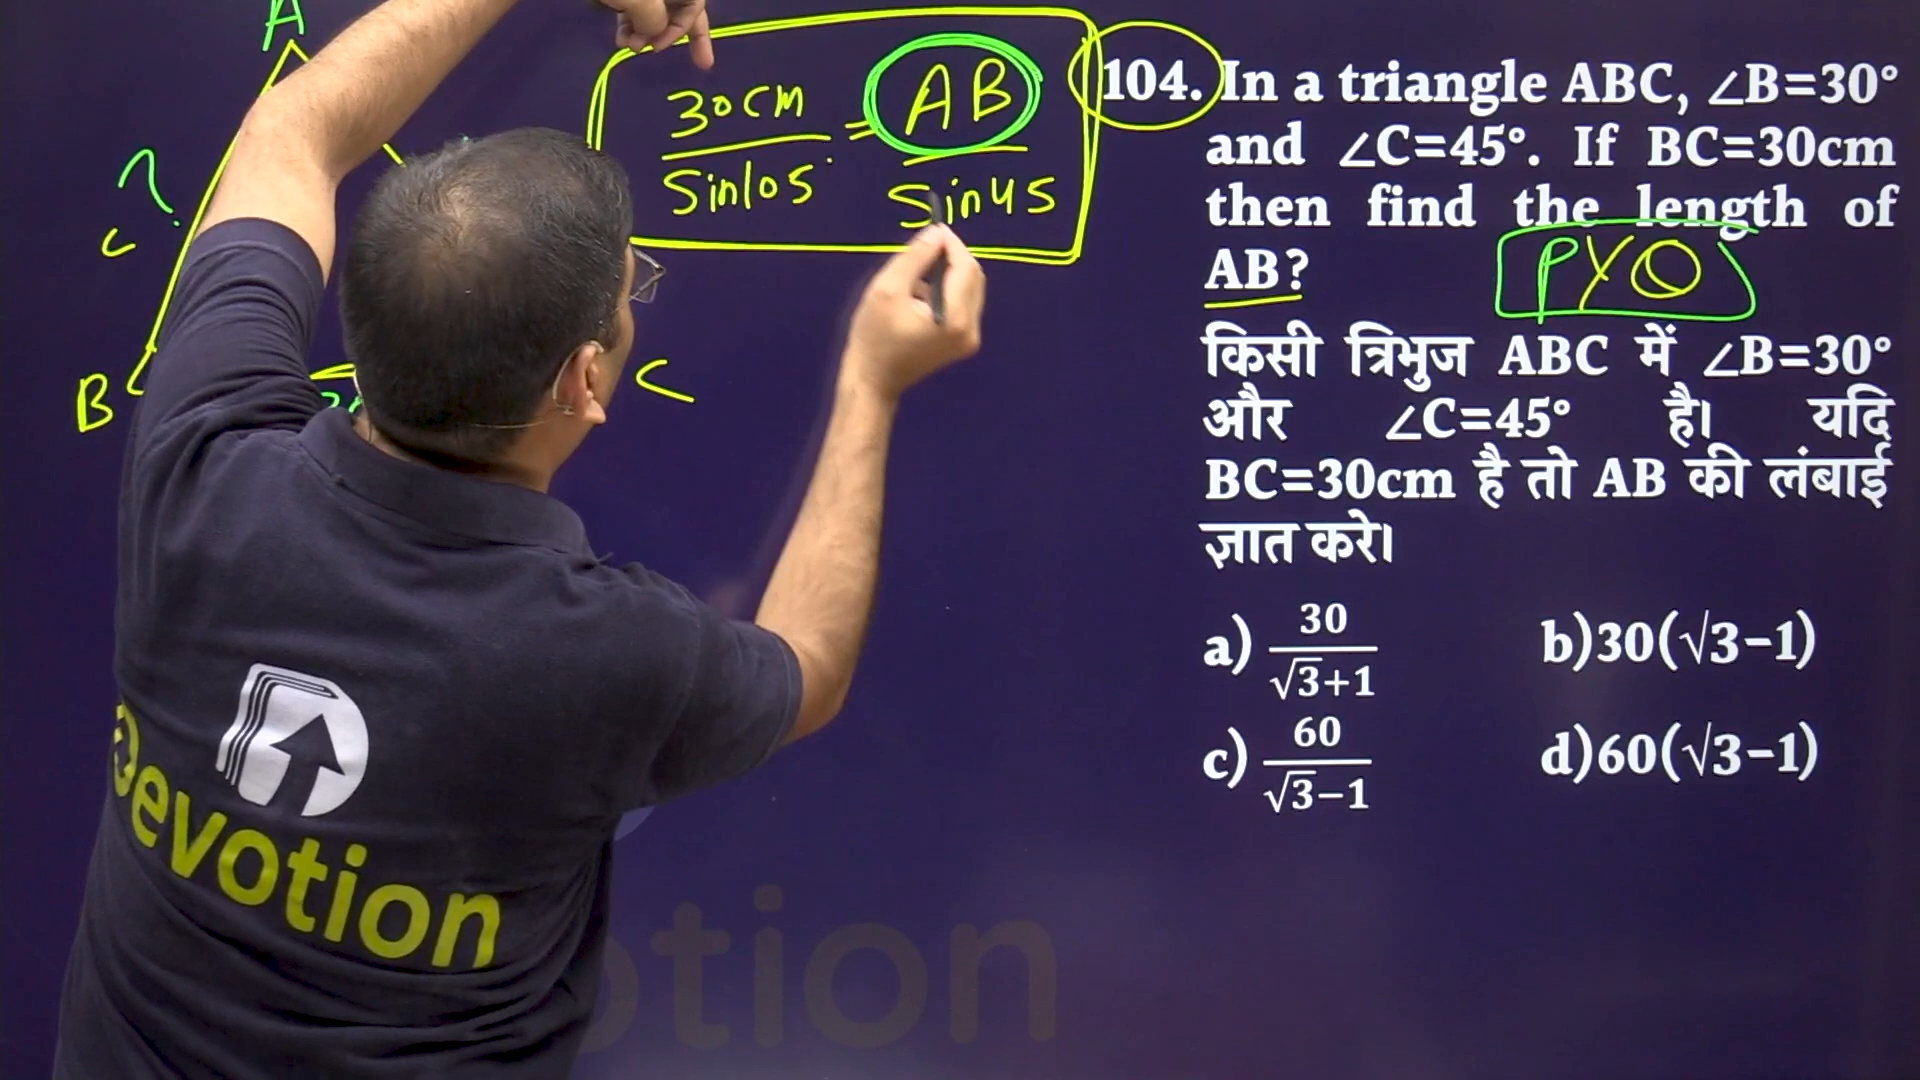 A
30cm = AB
Sin105° Sin45
?
c
B
C
104. In a triangle ABC, ∠B=30°
and ∠C=45°. If BC=30cm
then find the length of
AB?
PYQ
किसी त्रिभुज ABC में ∠B=30°
और ∠C=45° है। यदि
BC=30cm है तो AB की लंबाई
ज्ञात करे।
a) 30/√3+1 b)30(√3−1)
c) 60/√3−1 d)60(√3−1)
Devotion
otion